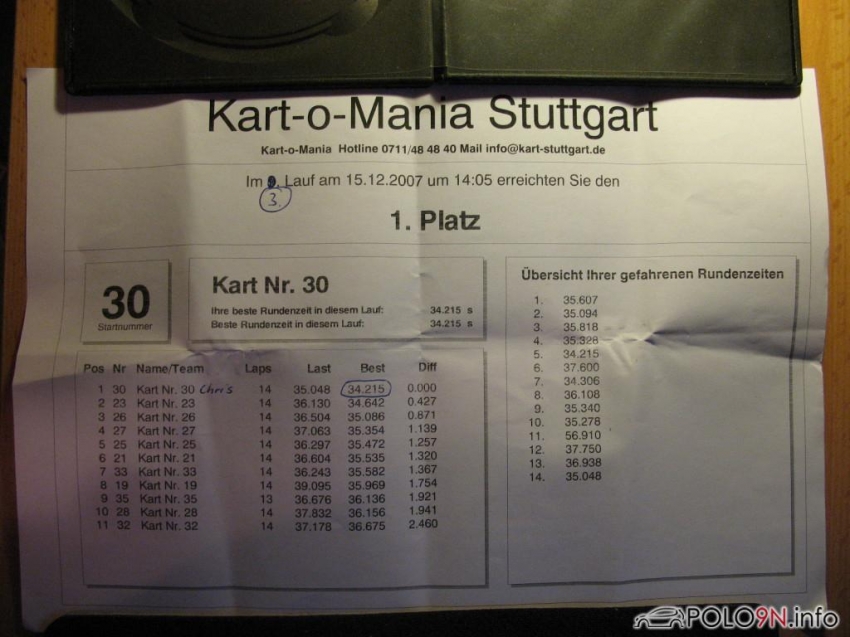 Kart-o-Mania Stuttgart
Kart-o-Mania Hotline 0711/48 48 40 Mail info@kart-stuttgart.de
Im Lauf am 15.12.2007 um 14:05 erreichten Sie den
3.
1. Platz
30
Startnummer
Kart Nr. 30
Ihre beste Rundenzeit in diesem Lauf: 34.215 s
Beste Rundenzeit in diesem Lauf: 34.215 s
Pos Nr Name/Team Laps Last Best Diff
1 30 Kart Nr. 30 Chris 14 35.048 34.215 0.000
2 23 Kart Nr. 23 14 36.130 34.642 0.427
3 26 Kart Nr. 26 14 36.504 35.086 0.871
4 27 Kart Nr. 27 14 37.063 35.354 1.139
5 25 Kart Nr. 25 14 36.297 35.472 1.257
6 21 Kart Nr. 21 14 36.604 35.535 1.320
7 33 Kart Nr. 33 14 36.243 35.582 1.367
8 19 Kart Nr. 19 14 39.095 35.969 1.754
9 35 Kart Nr. 35 13 36.676 36.136 1.921
10 28 Kart Nr. 28 14 37.832 36.156 1.941
11 32 Kart Nr. 32 14 37.178 36.675 2.460
Übersicht Ihrer gefahrenen Rundenzeiten
1. 35.607
2. 35.094
3. 35.818
4. 35.328
5. 34.215
6. 37.600
7. 34.306
8. 36.108
9. 35.340
10. 35.278
11. 56.910
12. 37.750
13. 36.938
14. 35.048
POLO9N.info